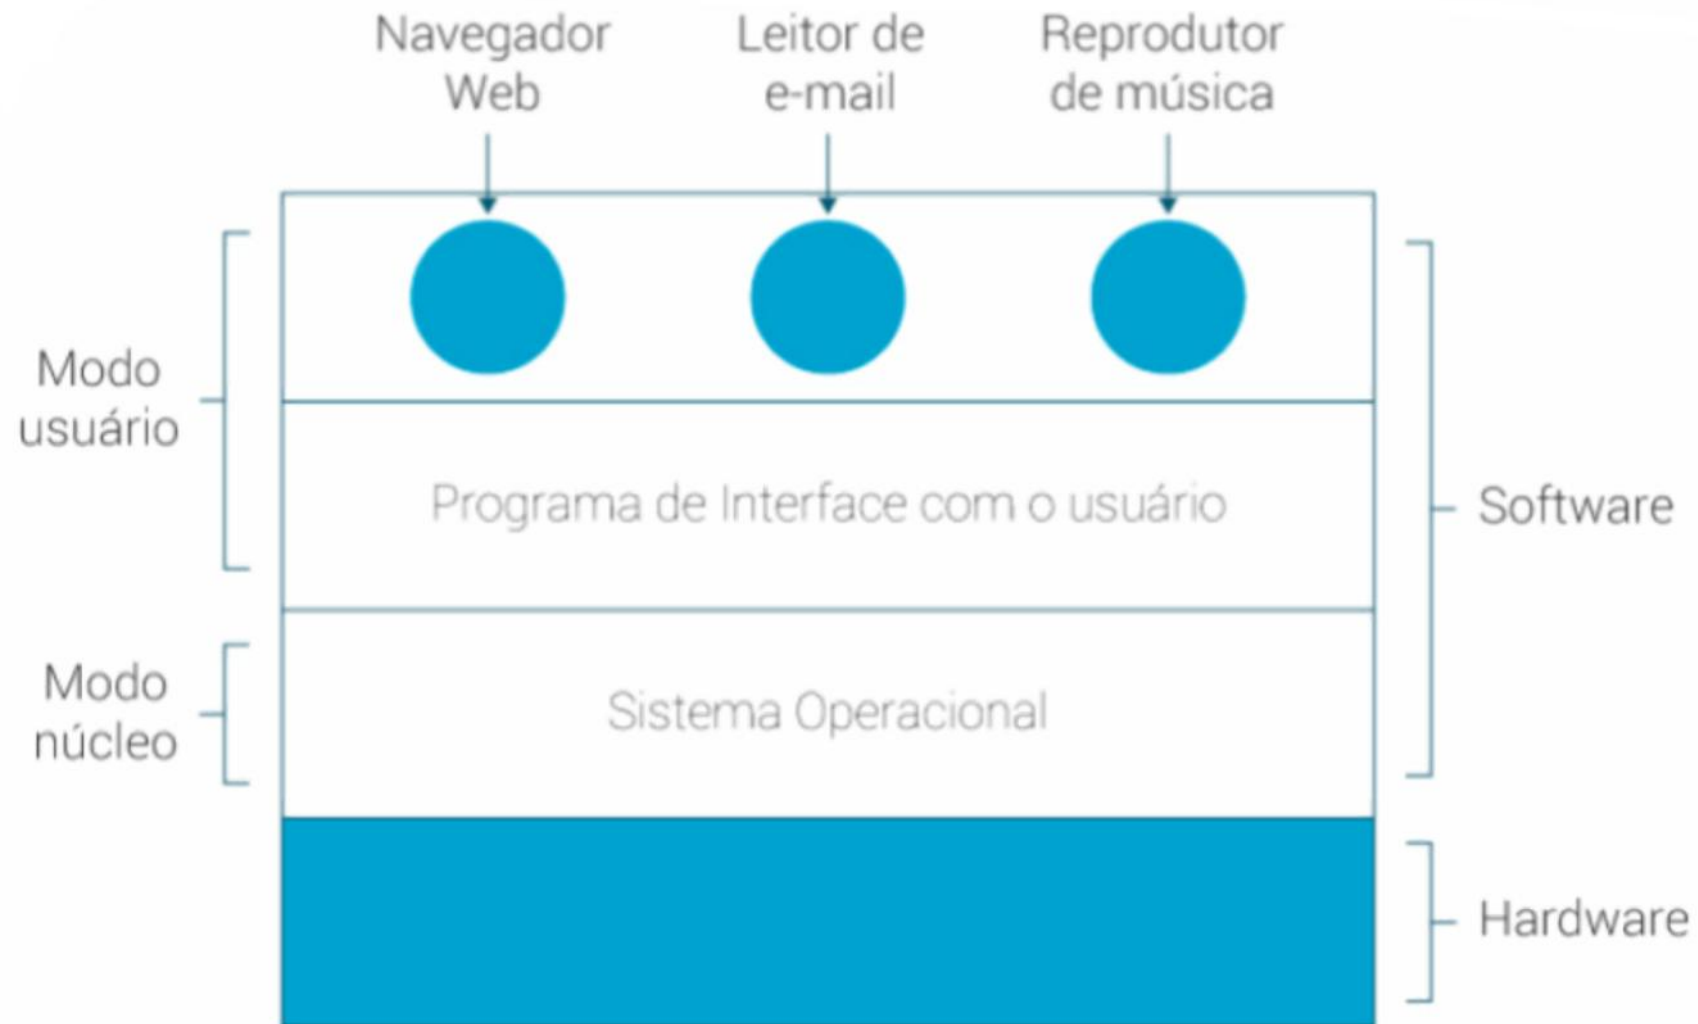 Navegador
Web
Leitor de
e-mail
Reprodutor
de música
Modo
usuário
Programa de Interface com o usuário
Software
Modo
núcleo
Sistema Operacional
Hardware